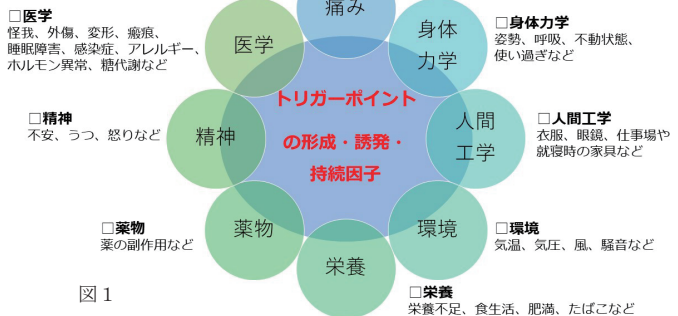 □医学
怪我、外傷、変形、瘢痕、
睡眠障害、感染症、アレルギー、
ホルモン異常、糖代謝など
痛み
医学
身体
力学
□身体力学
姿勢、呼吸、不動状態、
使い過ぎなど
トリガーポイント
の形成・誘発・
持続因子
□精神
不安、うつ、怒りなど
精神
人間
工学
□人間工学
衣服、眼鏡、仕事場や
就寝時の家具など
□薬物
薬の副作用など
薬物
環境
□環境
気温、気圧、風、騒音など
栄養
□栄養
栄養不足、食生活、肥満、たばこなど
図1